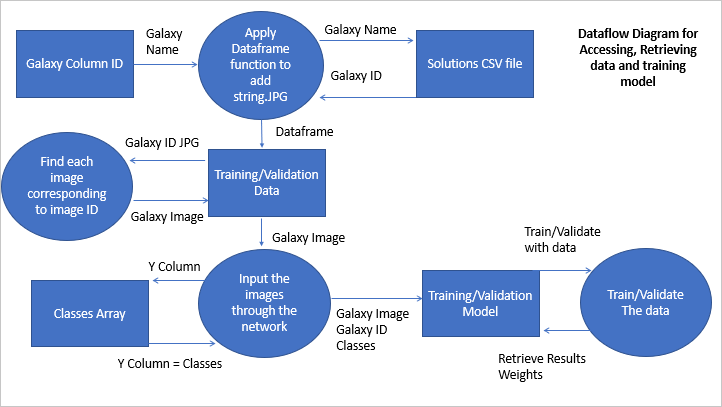 Dataflow Diagram for
Accessing, Retrieving
data and training
model
Galaxy Column ID
Galaxy
Name
Apply
Dataframe
function to
add
string.JPG
Galaxy Name
Galaxy ID
Solutions CSV file
Dataframe
Galaxy ID JPG
Find each
image
corresponding
to image ID
Galaxy Image
Training/Validation
Data
Galaxy Image
Y Column
Classes Array
Y Column = Classes
Input the
images
through the
network
Galaxy Image
Galaxy ID
Classes
Training/Validation
Model
Train/Validate
with data
Train/Validate
The data
Retrieve Results
Weights